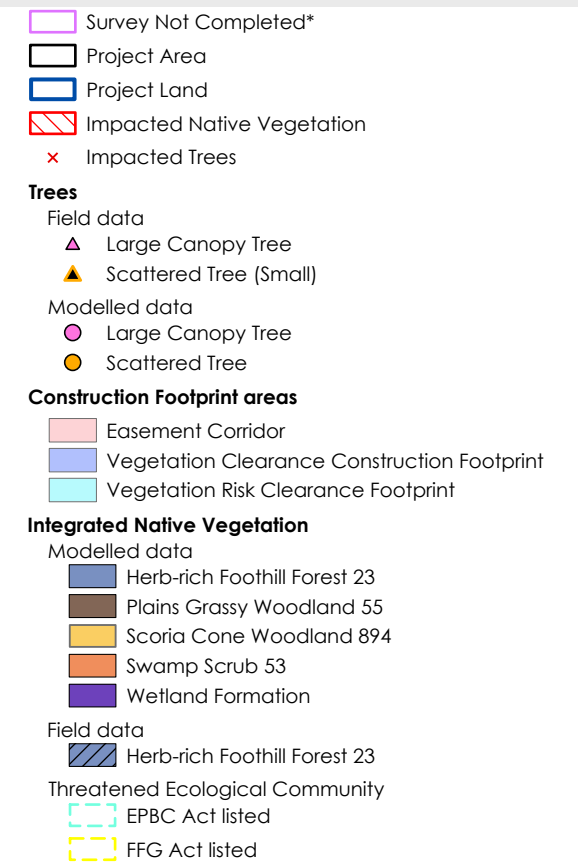 Survey Not Completed*
Project Area
Project Land
Impacted Native Vegetation
Impacted Trees
Trees
Field data
Large Canopy Tree
Scattered Tree (Small)
Modelled data
Large Canopy Tree
Scattered Tree
Construction Footprint areas
Easement Corridor
Vegetation Clearance Construction Footprint
Vegetation Risk Clearance Footprint
Integrated Native Vegetation
Modelled data
Herb-rich Foothill Forest 23
Plains Grassy Woodland 55
Scoria Cone Woodland 894
Swamp Scrub 53
Wetland Formation
Field data
Herb-rich Foothill Forest 23
Threatened Ecological Community
EPBC Act listed
FFG Act listed